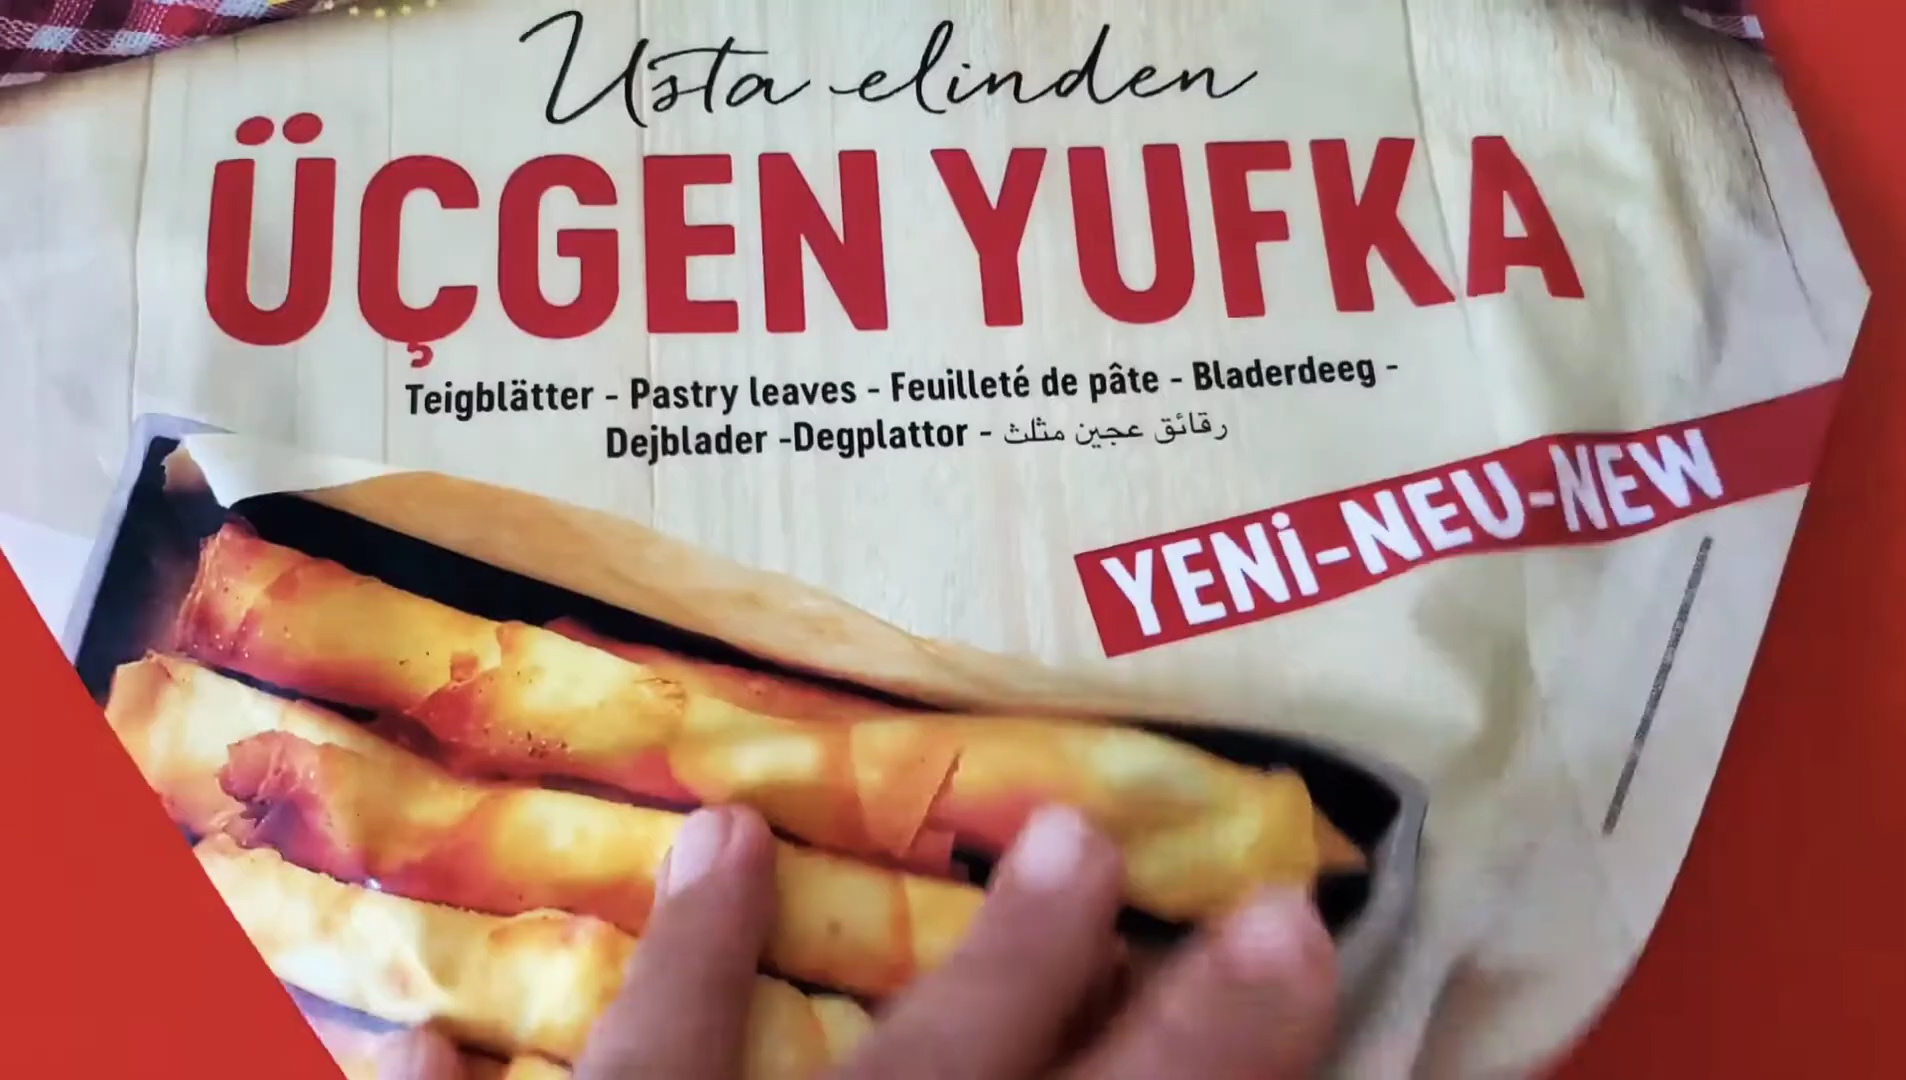 Usta elinden
ÜÇGEN YUFKA
Teigblätter - Pastry leaves - Feuilleté de pâte - Bladerdeeg -
Dejblader -Degplattor - رقائق عجين مثلث
YENİ-NEU-NEW